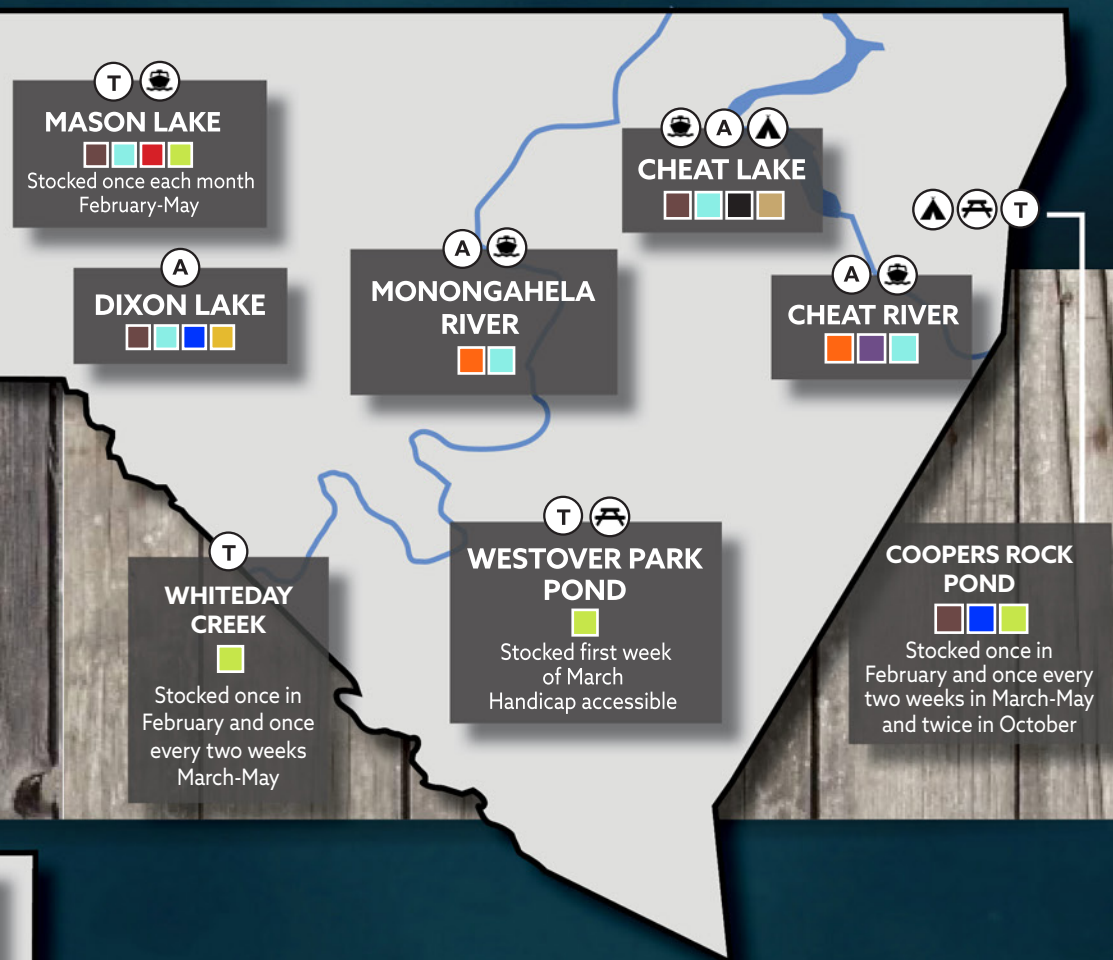 T
MASON LAKE
Stocked once each month
February-May
A
DIXON LAKE
A
MONONGAHELA
RIVER
A
CHEAT LAKE
T
A
CHEAT RIVER
T
WHITEDAY
CREEK
Stocked once in
February and once
every two weeks
March-May
T
WESTOVER PARK
POND
Stocked first week
of March
Handicap accessible
COOPERS ROCK
POND
Stocked once in
February and once every
two weeks in March-May
and twice in October